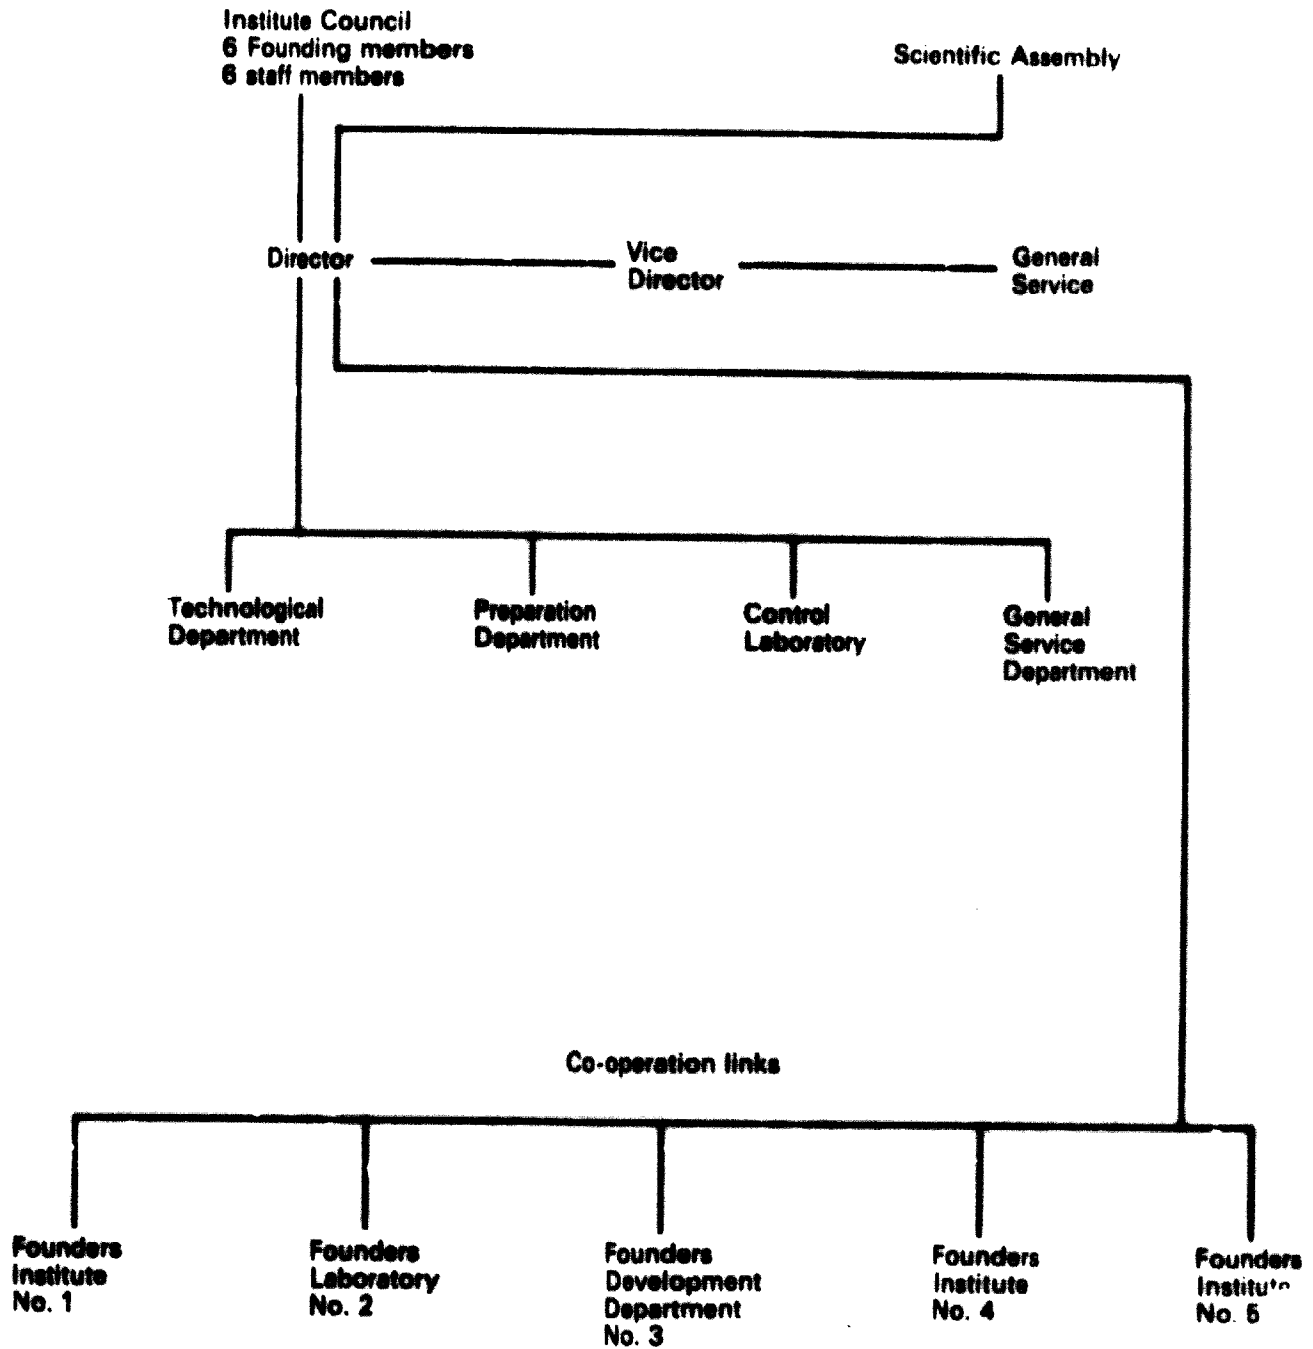 Institute Council
6 Founding members
6 staff members
Scientific Assembly
Director
Vice
Director
General
Service
Technological
Department
Preparation
Department
Control
Laboratory
General
Service
Department
Co-operation links
Founders
Institute
No. 1
Founders
Laboratory
No. 2
Founders
Development
Department
No. 3
Founders
Institute
No. 4
Founders
Institute
No. 5